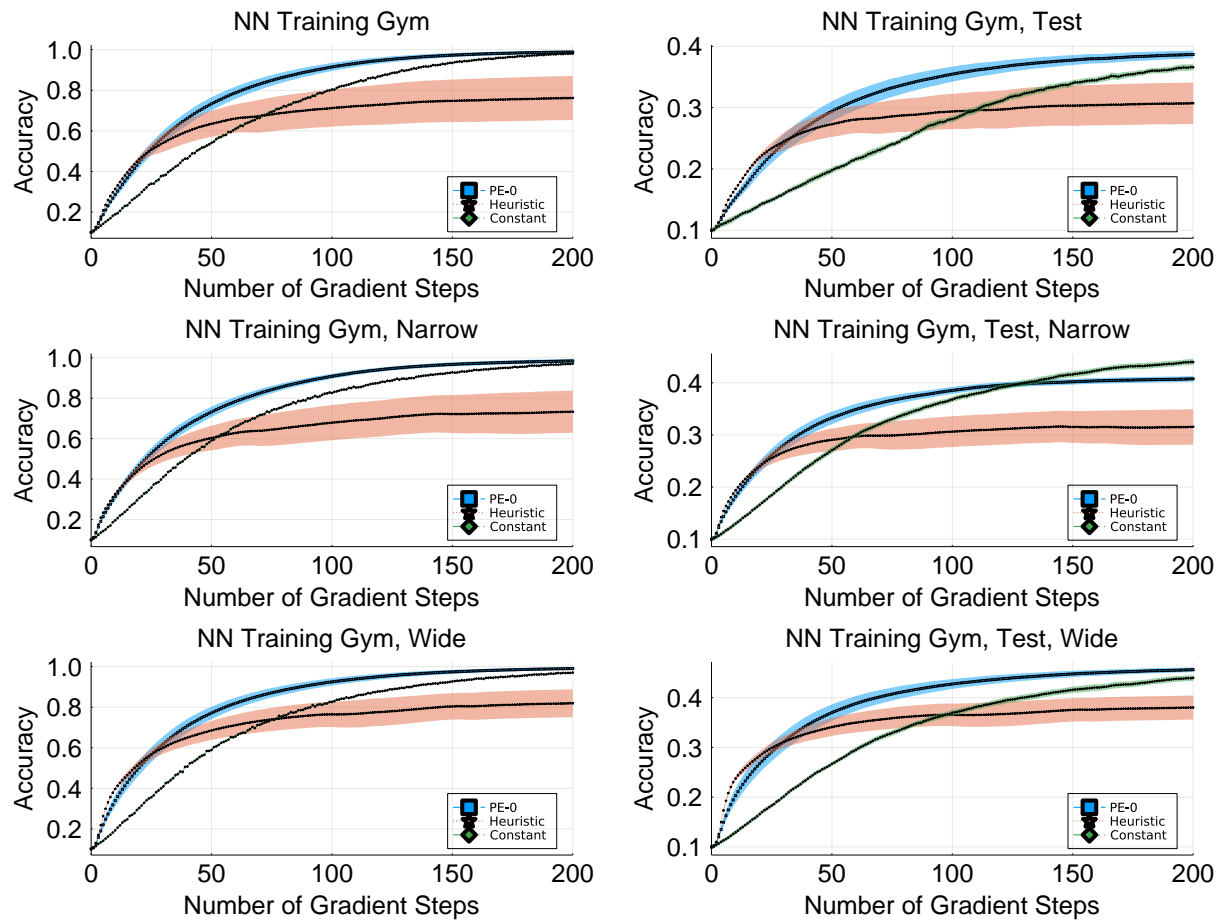 NN Training Gym
Accuracy
1.0
0.8
0.6
0.4
0.2
PE-0
Heuristic
Constant
0 50 100 150 200
Number of Gradient Steps
NN Training Gym, Test
Accuracy
0.4
0.3
0.2
0.1
PE-0
Heuristic
Constant
0 50 100 150 200
Number of Gradient Steps
NN Training Gym, Narrow
Accuracy
1.0
0.8
0.6
0.4
0.2
PE-0
Heuristic
Constant
0 50 100 150 200
Number of Gradient Steps
NN Training Gym, Test, Narrow
Accuracy
0.4
0.3
0.2
0.1
PE-0
Heuristic
Constant
0 50 100 150 200
Number of Gradient Steps
NN Training Gym, Wide
Accuracy
1.0
0.8
0.6
0.4
0.2
PE-0
Heuristic
Constant
0 50 100 150 200
Number of Gradient Steps
NN Training Gym, Test, Wide
Accuracy
0.4
0.3
0.2
0.1
PE-0
Heuristic
Constant
0 50 100 150 200
Number of Gradient Steps